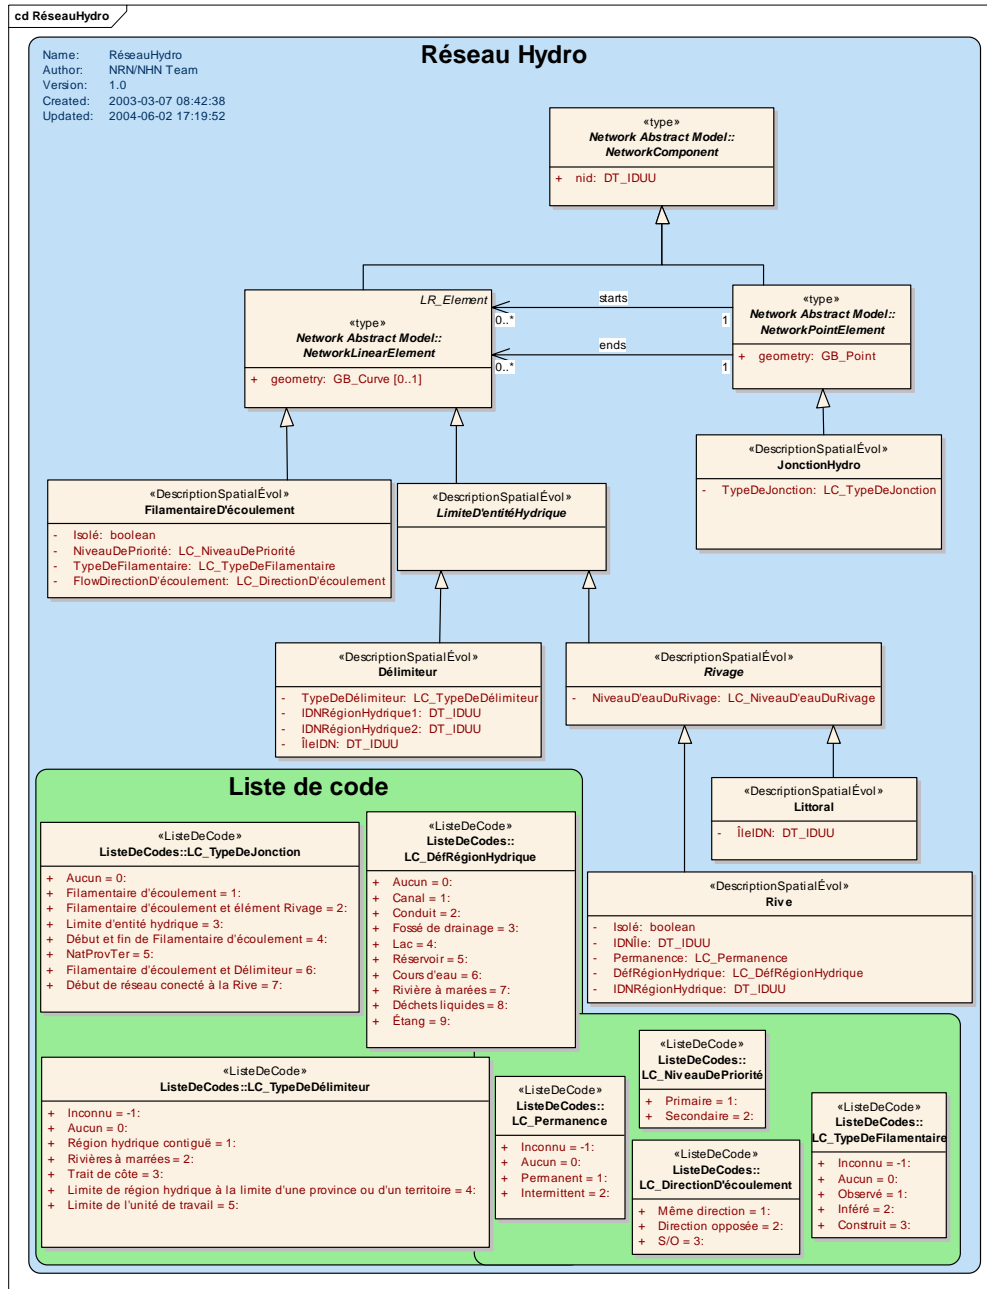 cd RéseauHydro
Réseau Hydro
Name: RéseauHydro
Author: NRN/NHN Team
Version: 1.0
Created: 2003-03-07 08:42:38
Updated: 2004-06-02 17:19:52
«type»
Network Abstract Model::
NetworkComponent
+ nid: DT_IDUU
LR_Element
«type»
Network Abstract Model::
NetworkLinearElement
+ geometry: GB_Curve [0..1]
starts
0..*
1
ends
0..*
1
«type»
Network Abstract Model::
NetworkPointElement
+ geometry: GB_Point
«DescriptionSpatialÉvol»
JonctionHydro
- TypeDeJonction: LC_TypeDeJonction
«DescriptionSpatialÉvol»
FilamentaireD'écoulement
- Isolé: boolean
- NiveauDePriorité: LC_NiveauDePriorité
- TypeDeFilamentaire: LC_TypeDeFilamentaire
- FlowDirectionD'écoulement: LC_DirectionD'écoulement
«DescriptionSpatialÉvol»
LimiteD'entitéHydrique
«DescriptionSpatialÉvol»
Délimiteur
- TypeDeDélimiteur: LC_TypeDeDélimiteur
- IDNRégionHydrique1: DT_IDUU
- IDNRégionHydrique2: DT_IDUU
- ÎleIDN: DT_IDUU
«DescriptionSpatialÉvol»
Rivage
- NiveauD'eauDuRivage: LC_NiveauD'eauDuRivage
«DescriptionSpatialÉvol»
Littoral
- ÎleIDN: DT_IDUU
«DescriptionSpatialÉvol»
Rive
- Isolé: boolean
- IDNÎle: DT_IDUU
- Permanence: LC_Permanence
- DéfRégionHydrique: LC_DéfRégionHydrique
- IDNRégionHydrique: DT_IDUU
Liste de code
«ListeDeCode»
ListeDeCodes::LC_TypeDeJonction
+ Aucun = 0:
+ Filamentaire d'écoulement = 1:
+ Filamentaire d'écoulement et élément Rivage = 2:
+ Limite d'entité hydrique = 3:
+ Début et fin de Filamentaire d'écoulement = 4:
+ NatProvTer = 5:
+ Filamentaire d'écoulement et Délimiteur = 6:
+ Début de réseau conecté à la Rive = 7:
«ListeDeCode»
ListeDeCodes::
LC_DéfRégionHydrique
+ Aucun = 0:
+ Canal = 1:
+ Conduit = 2:
+ Fossé de drainage = 3:
+ Lac = 4:
+ Réservoir = 5:
+ Cours d'eau = 6:
+ Rivière à marées = 7:
+ Déchets liquides = 8:
+ Étang = 9:
«ListeDeCode»
ListeDeCodes::LC_TypeDeDélimiteur
+ Inconnu = -1:
+ Aucun = 0:
+ Région hydrique contiguë = 1:
+ Rivières à marrées = 2:
+ Trait de côte = 3:
+ Limite de région hydrique à la limite d'une province ou d'un territoire = 4:
+ Limite de l'unité de travail = 5:
«ListeDeCode»
ListeDeCodes::
LC_Permanence
+ Inconnu = -1:
+ Aucun = 0:
+ Permanent = 1:
+ Intermittent = 2:
«ListeDeCode»
ListeDeCodes::
LC_NiveauDePriorité
+ Primaire = 1:
+ Secondaire = 2:
«ListeDeCode»
ListeDeCodes::
LC_DirectionD'écoulement
+ Même direction = 1:
+ Direction opposée = 2:
+ S/O = 3:
«ListeDeCode»
ListeDeCodes::
LC_TypeDeFilamentaire
+ Inconnu = -1:
+ Aucun = 0:
+ Observé = 1:
+ Inféré = 2:
+ Construit = 3: